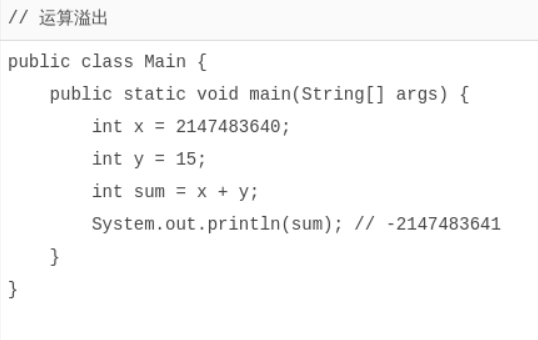 // 运算溢出
public class Main {
    public static void main(String[] args) {
        int x = 2147483640;
        int y = 15;
        int sum = x + y;
        System.out.println(sum); // -2147483641
    }
}